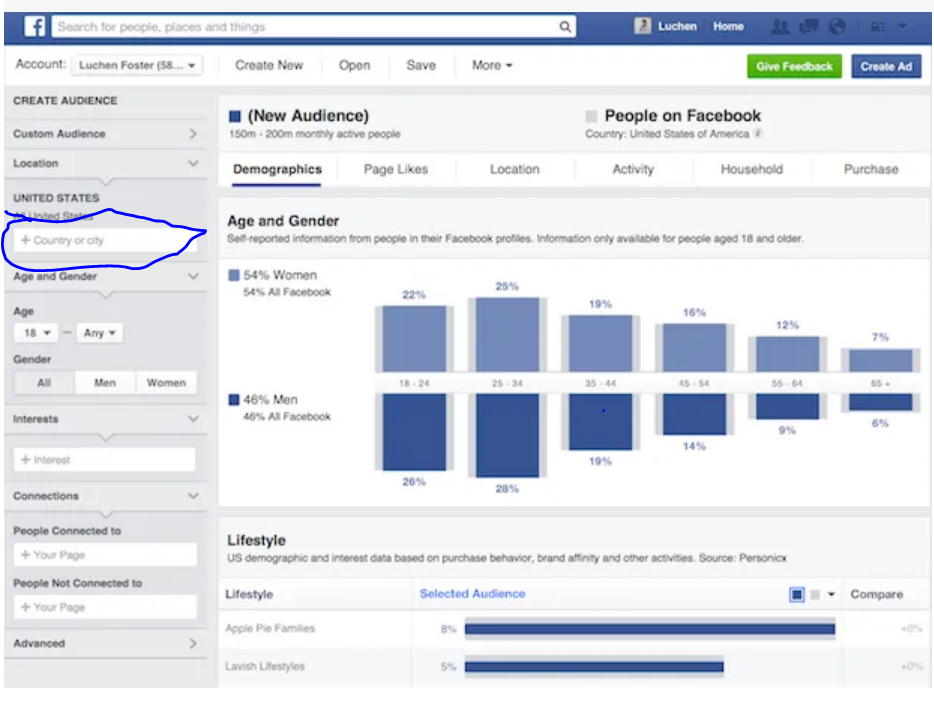 f Search for people, places and things Luchen Home
Account: Luchen Foster (58... Create New Open Save More Give Feedback Create Ad
CREATE AUDIENCE
Custom Audience
Location
UNITED STATES
All United States
+ Country or city
Age and Gender
Age
18 — Any
Gender
All Men Women
Interests
+ Interest
Connections
People Connected to
+ Your Page
People Not Connected to
+ Your Page
Advanced
(New Audience)
150m - 200m monthly active people
People on Facebook
Country: United States of America i
Demographics Page Likes Location Activity Household Purchase
Age and Gender
Self-reported information from people in their Facebook profiles. Information only available for people aged 18 and older.
54% Women
54% All Facebook
22% 25% 19% 16% 12% 7%
18 - 24 25 - 34 35 - 44 45 - 54 55 - 64 65 +
46% Men
46% All Facebook
26% 28% 19% 14% 9% 6%
Lifestyle
US demographic and interest data based on purchase behavior, brand affinity and other activities. Source: Personicx
Lifestyle Selected Audience Compare
Apple Pie Families 8% +0%
Lavish Lifestyles 5% +0%